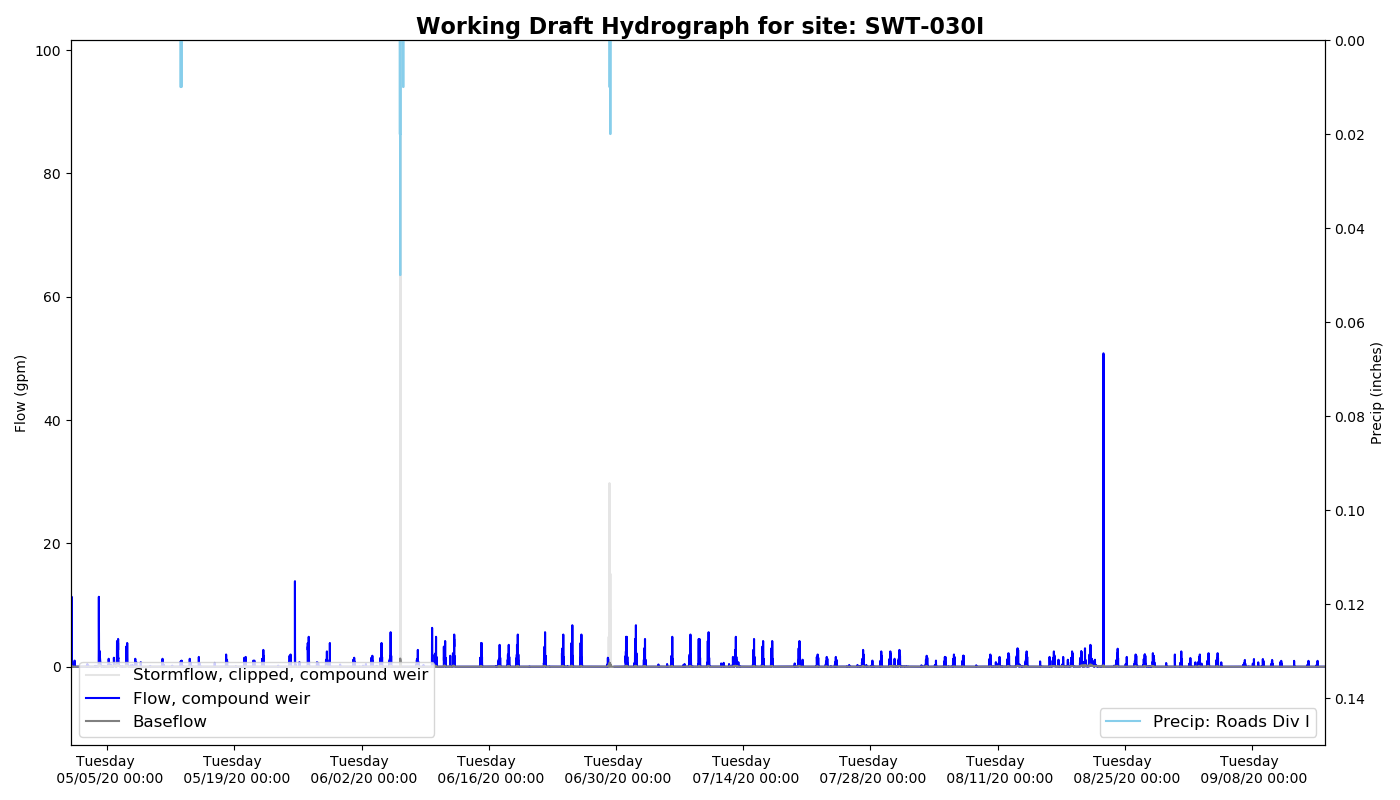 Working Draft Hydrograph for site: SWT-030I
100
80
60
40
20
0
Flow (gpm)
0.00
0.02
0.04
0.06
0.08
0.10
0.12
0.14
Precip (inches)
Stormflow, clipped, compound weir
Flow, compound weir
Baseflow
Precip: Roads Div I
Tuesday
05/05/20 00:00
Tuesday
05/19/20 00:00
Tuesday
06/02/20 00:00
Tuesday
06/16/20 00:00
Tuesday
06/30/20 00:00
Tuesday
07/14/20 00:00
Tuesday
07/28/20 00:00
Tuesday
08/11/20 00:00
Tuesday
08/25/20 00:00
Tuesday
09/08/20 00:00